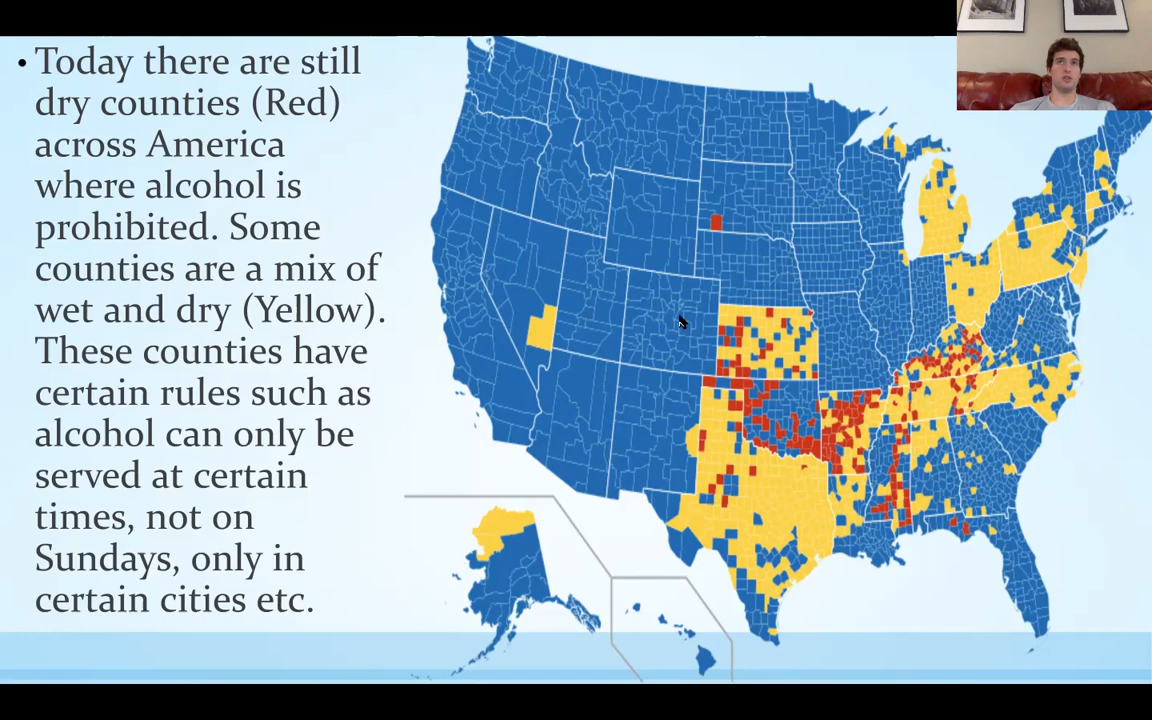 • Today there are still
dry counties (Red)
across America
where alcohol is
prohibited. Some
counties are a mix of
wet and dry (Yellow).
These counties have
certain rules such as
alcohol can only be
served at certain
times, not on
Sundays, only in
certain cities etc.